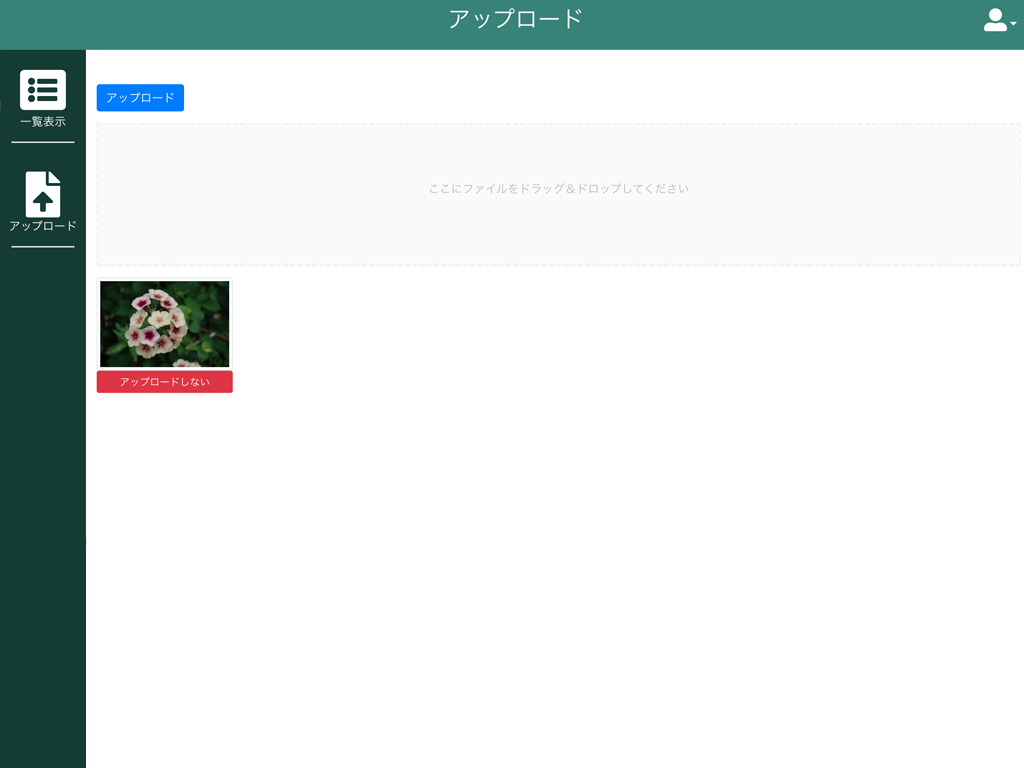 アップロード
一覧表示
アップロード
アップロード
ここにファイルをドラッグ＆ドロップしてください
アップロードしない